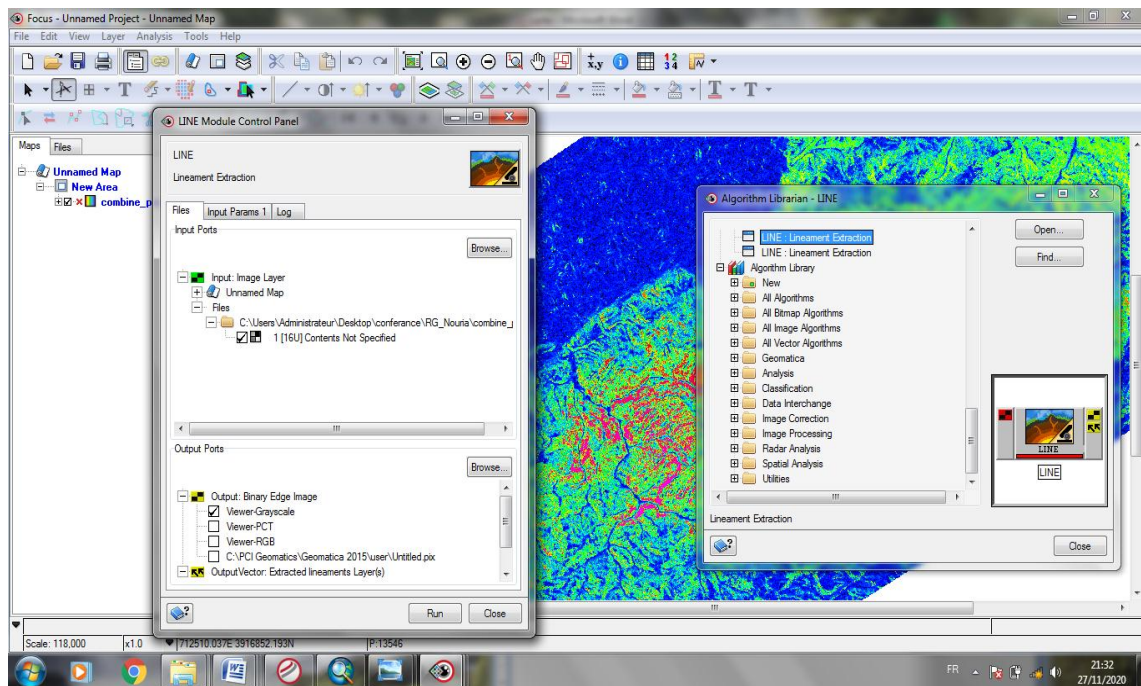 Focus - Unnamed Project - Unnamed Map
File Edit View Layer Analysis Tools Help
Maps Files
Unnamed Map
New Area
combine_p
LINE Module Control Panel
LINE
Lineament Extraction
Files Input Params 1 Log
Input Ports
Browse...
Input: Image Layer
Unnamed Map
Files
C:\Users\Administrateur\Desktop\conferance\RG_Nouria\combine_p
1 [16U] Contents Not Specified
Output Ports
Browse...
Output: Binary Edge Image
Viewer-Grayscale
Viewer-PCT
Viewer-RGB
C:\PCI Geomatics\Geomatica 2015\user\Untitled.pix
OutputVector: Extracted lineaments Layer(s)
Run Close
Algorithm Librarian - LINE
LINE : Lineament Extraction
LINE : Lineament Extraction
Algorithm Library
New
All Algorithms
All Bitmap Algorithms
All Image Algorithms
All Vector Algorithms
Geomatica
Analysis
Classification
Data Interchange
Image Correction
Image Processing
Radar Analysis
Spatial Analysis
Utilities
Open...
Find...
LINE
LINE
Lineament Extraction
Close
Scale: 118,000 x1.0 712510.037E 3916852.193N P:13546
FR 21:32
27/11/2020